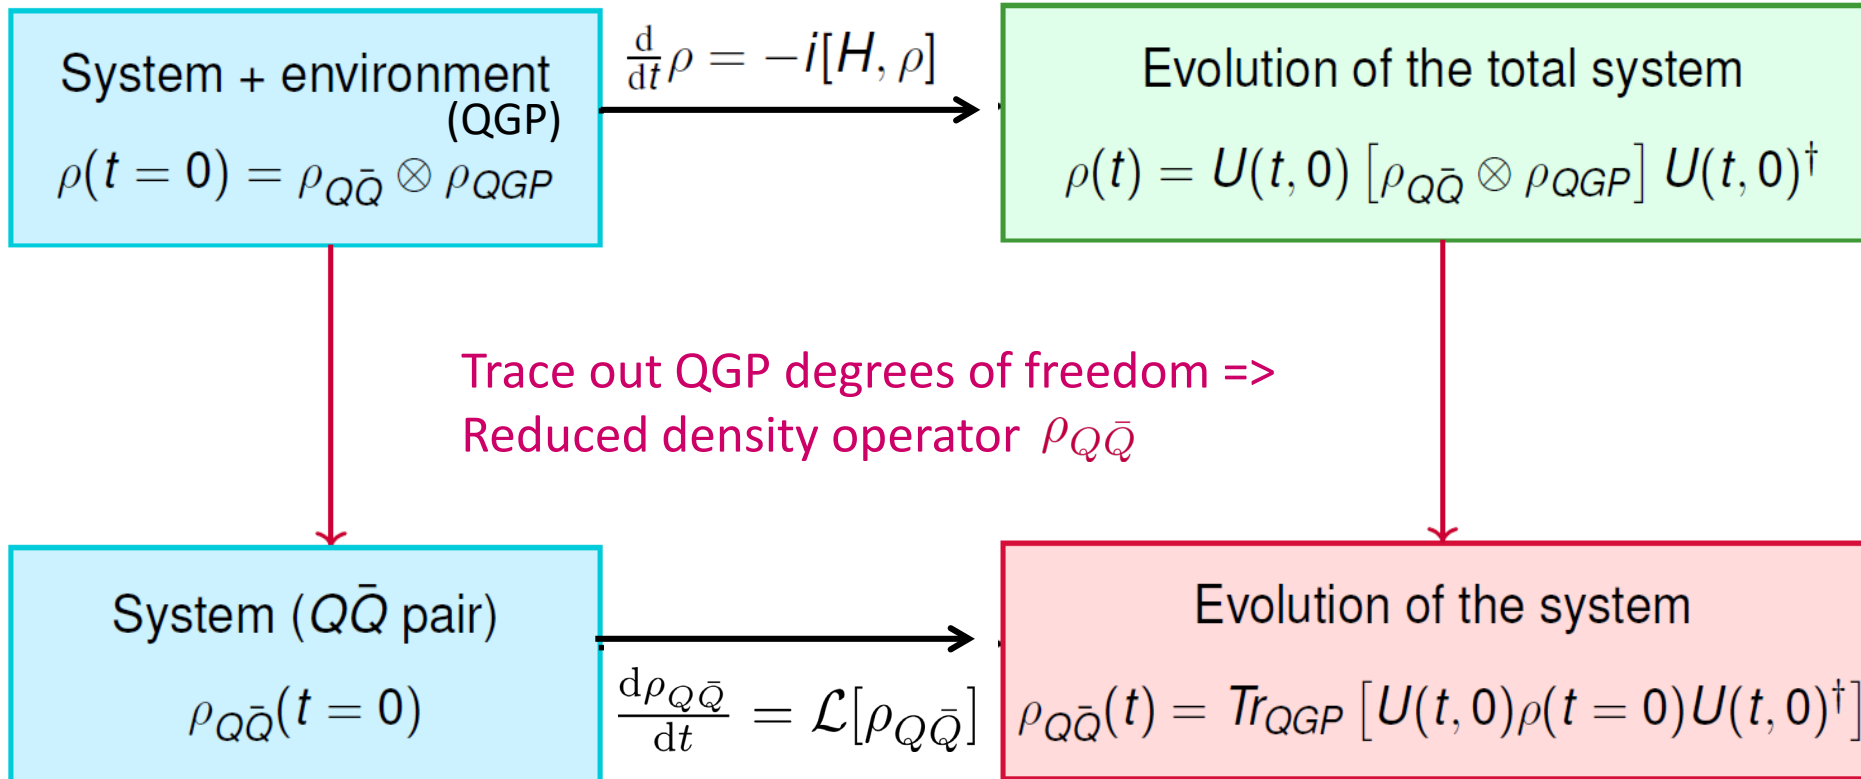 System + environment
(QGP)
ρ(t = 0) = ρ_{QQ̄} ⊗ ρ_{QGP}
d/dt ρ = −i[H, ρ]
Evolution of the total system
ρ(t) = U(t, 0) [ρ_{QQ̄} ⊗ ρ_{QGP}] U(t, 0)^†
Trace out QGP degrees of freedom =>
Reduced density operator ρ_{QQ̄}
System (QQ̄ pair)
ρ_{QQ̄}(t = 0)
dρ_{QQ̄}/dt = ℒ[ρ_{QQ̄}]
Evolution of the system
ρ_{QQ̄}(t) = Tr_{QGP} [U(t, 0)ρ(t = 0)U(t, 0)^†]